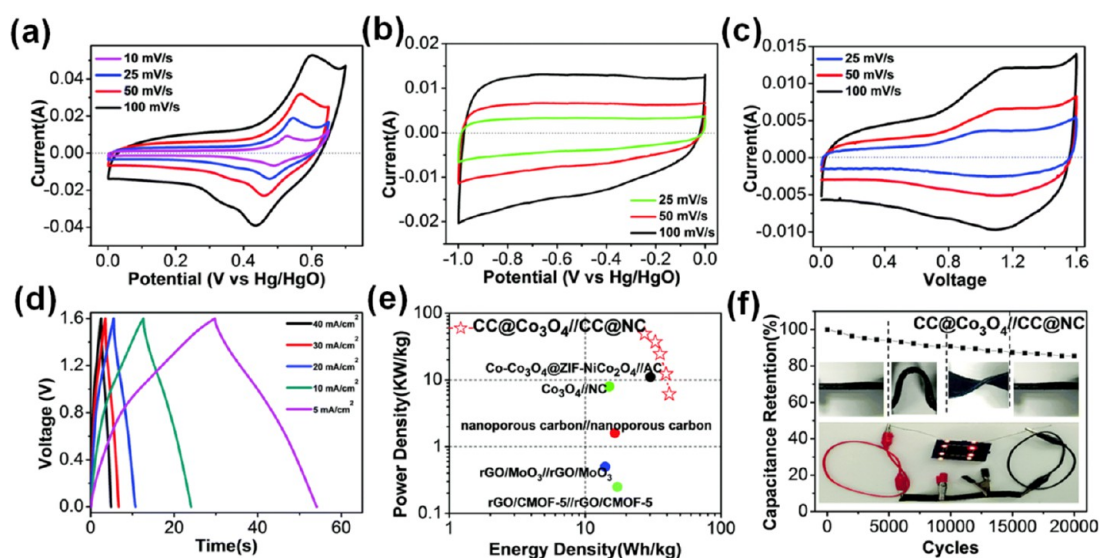 (a)
10 mV/s
25 mV/s
50 mV/s
100 mV/s
Current(A)
0.04
0.02
0.00
-0.02
-0.04
0.0 0.2 0.4 0.6 0.8
Potential (V vs Hg/HgO)
(b)
Current(A)
0.02
0.01
0.00
-0.01
-0.02
25 mV/s
50 mV/s
100 mV/s
-1.0 -0.8 -0.6 -0.4 -0.2 0.0
Potential (V vs Hg/HgO)
(c)
25 mV/s
50 mV/s
100 mV/s
Current(A)
0.015
0.010
0.005
0.000
-0.005
-0.010
0.0 0.4 0.8 1.2 1.6
Voltage
(d)
Voltage (V)
1.6
1.2
0.8
0.4
0.0
40 mA/cm²
30 mA/cm²
20 mA/cm²
10 mA/cm²
5 mA/cm²
0 20 40 60
Time(s)
(e)
Power Density(KW/kg)
100
10
1
0.1
CC@Co₃O₄//CC@NC
Co-Co₃O₄@ZIF-NiCo₂O₄//AC
Co₃O₄//NC
nanoporous carbon//nanoporous carbon
rGO/MoO₃//rGO/MoO₃
rGO/CMOF-5//rGO/CMOF-5
1 10 100
Energy Density(Wh/kg)
(f)
Capacitance Retention(%)
100
80
60
40
20
0
CC@Co₃O₄//CC@NC
0 5000 10000 15000 20000
Cycles